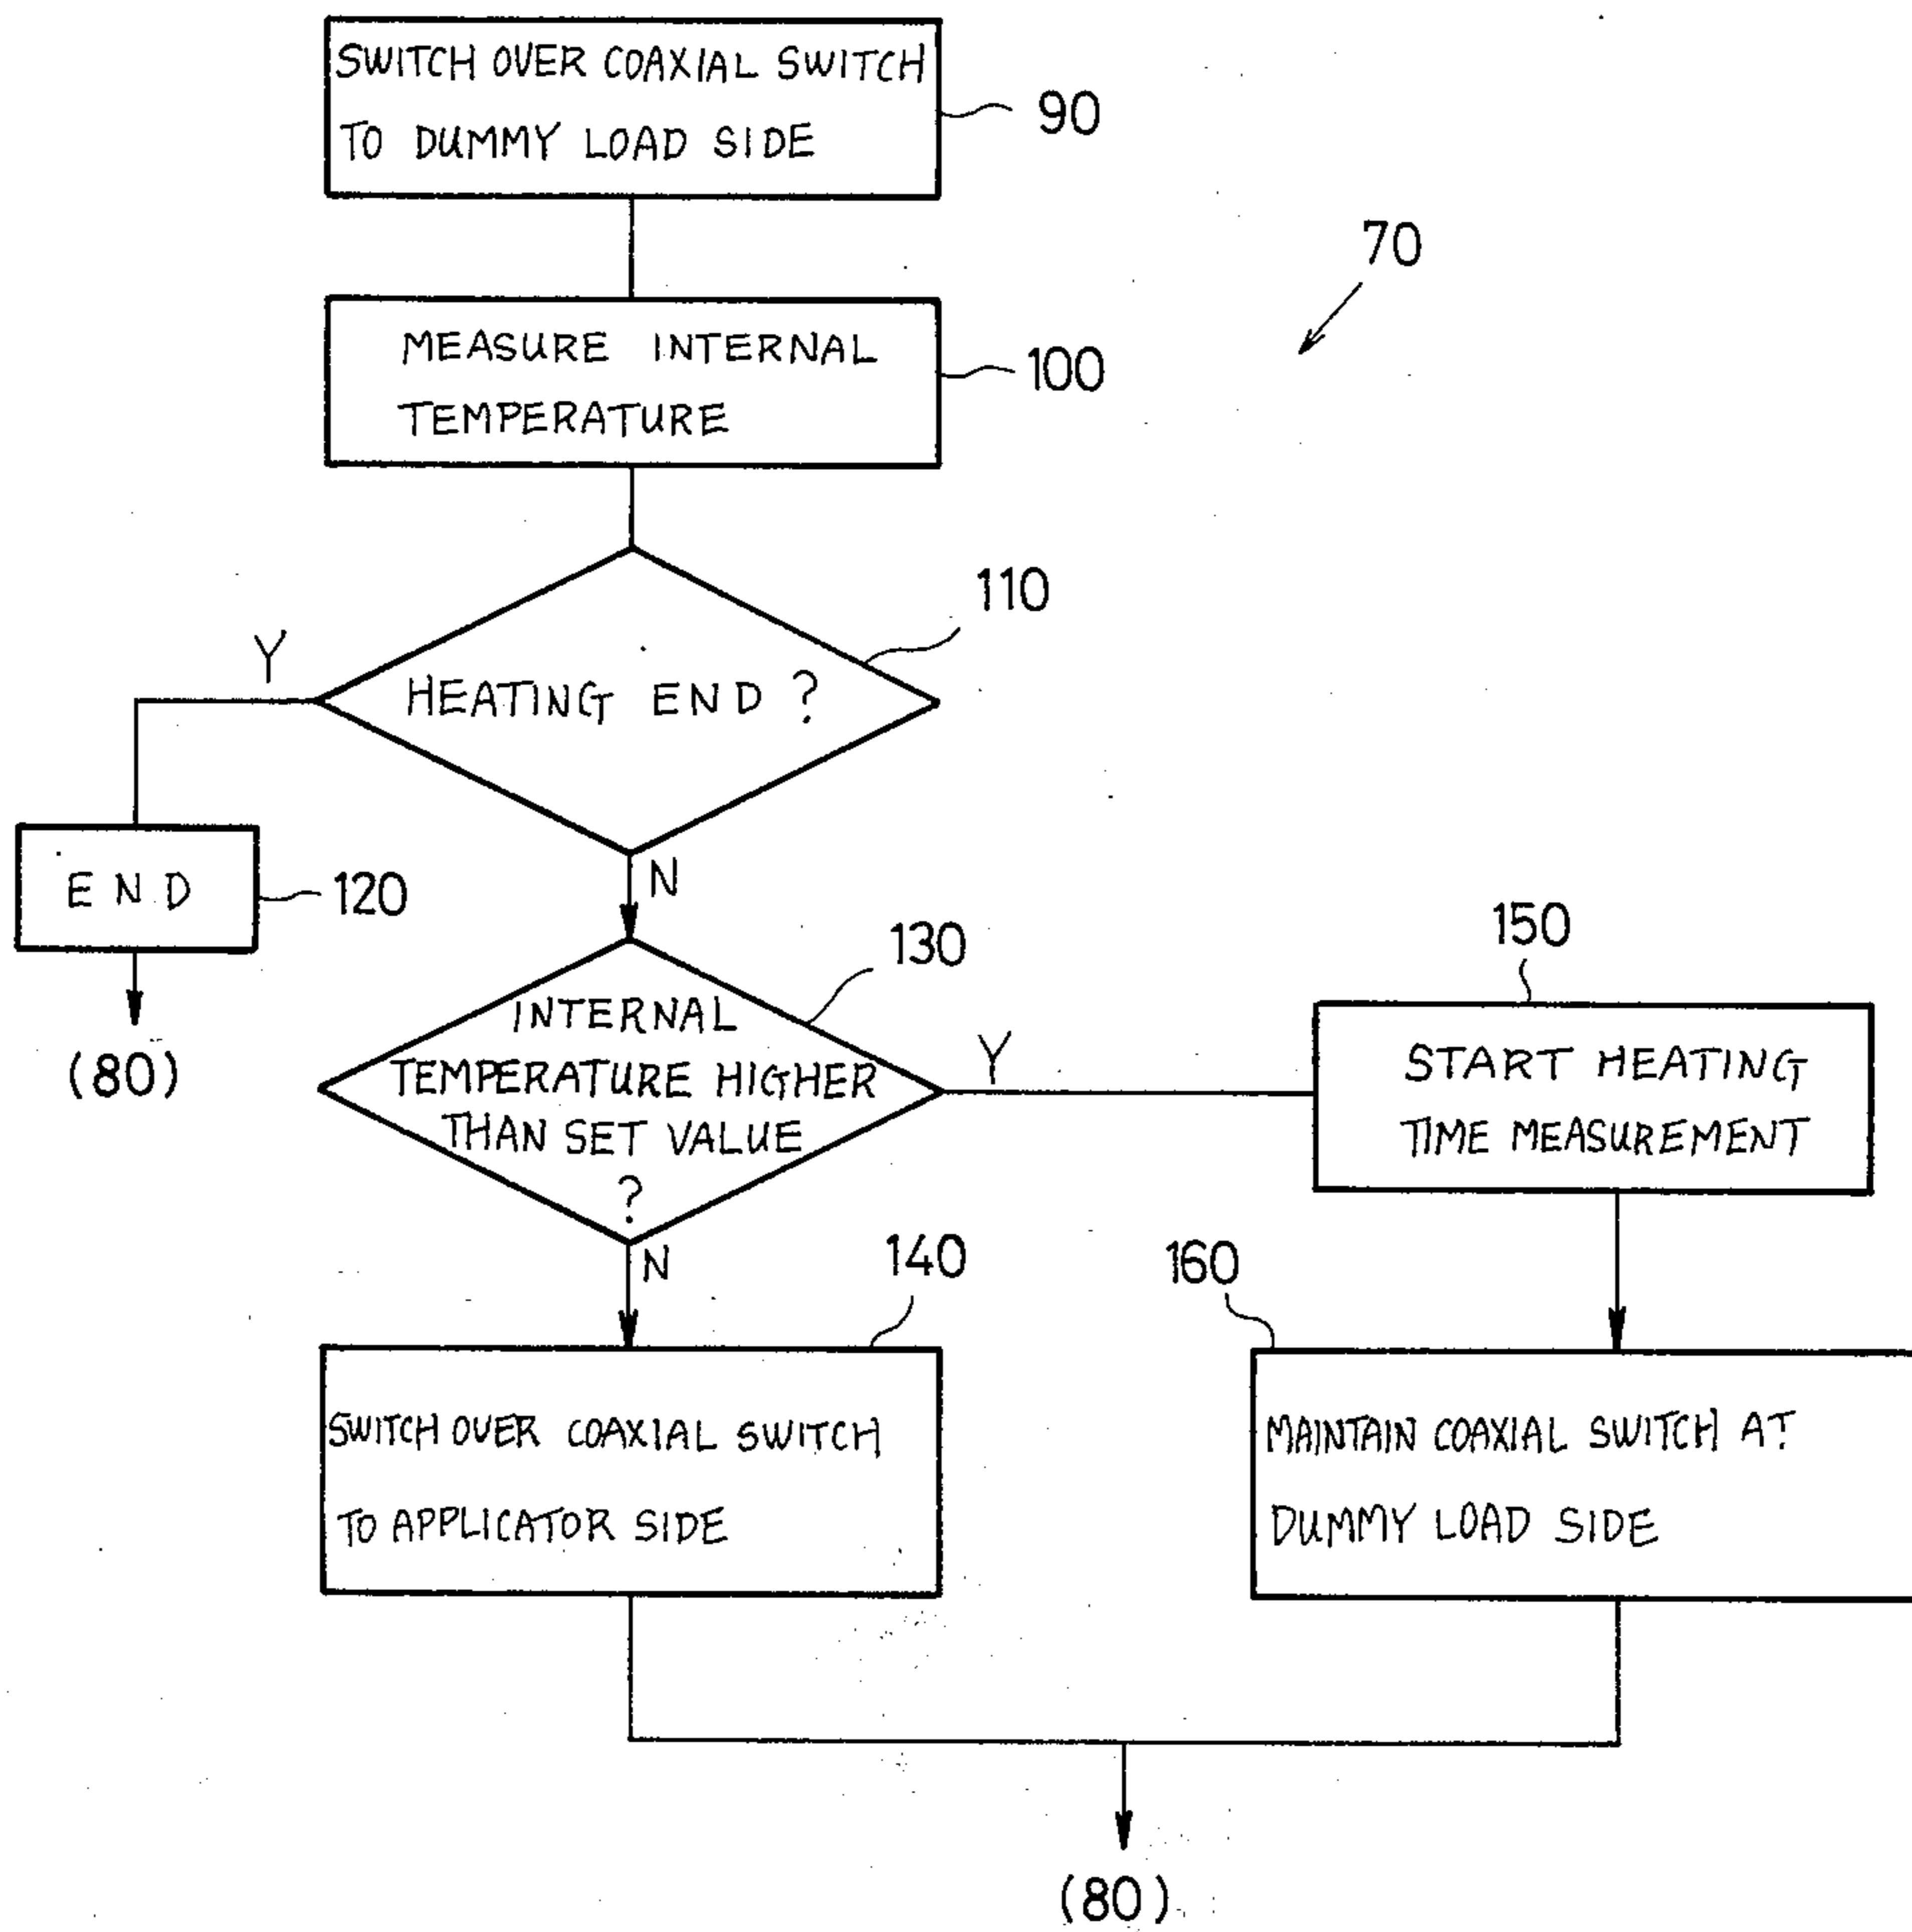 SWITCH OVER COAXIAL SWITCH
TO DUMMY LOAD SIDE
90
70
MEASURE INTERNAL
TEMPERATURE
100
110
Y
HEATING END ?
N
END
120
(80)
130
INTERNAL
TEMPERATURE HIGHER
THAN SET VALUE
?
Y
150
START HEATING
TIME MEASUREMENT
N
140
160
SWITCH OVER COAXIAL SWITCH
TO APPLICATOR SIDE
MAINTAIN COAXIAL SWITCH AT
DUMMY LOAD SIDE
(80)